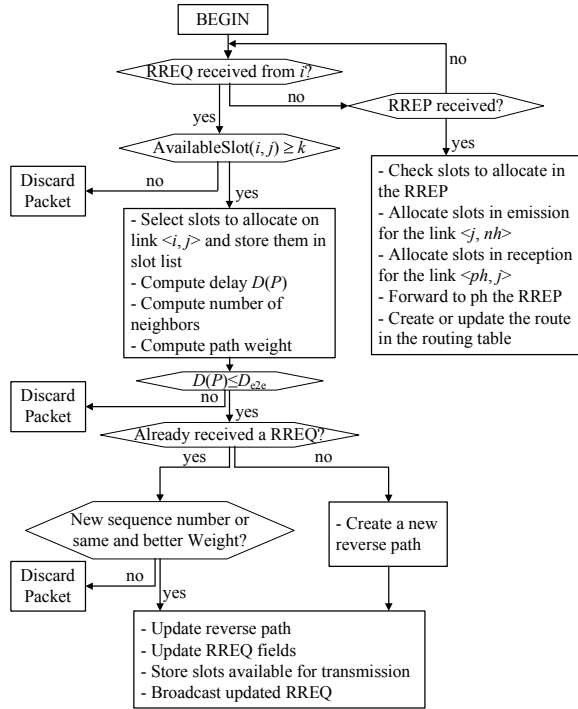 BEGIN
RREQ received from i?
no
no
RREP received?
yes
yes
AvailableSlot(i, j) ≥ k
no
Discard
Packet
yes
- Select slots to allocate on
link <i, j> and store them in
slot list
- Compute delay D(P)
- Compute number of
neighbors
- Compute path weight
- Check slots to allocate in
the RREP
- Allocate slots in emission
for the link <j, nh>
- Allocate slots in reception
for the link <ph, j>
- Forward to ph the RREP
- Create or update the route
in the routing table
D(P)≤De2e
no
Discard
Packet
yes
Already received a RREQ?
yes
no
New sequence number or
same and better Weight?
- Create a new
reverse path
no
Discard
Packet
yes
- Update reverse path
- Update RREQ fields
- Store slots available for transmission
- Broadcast updated RREQ